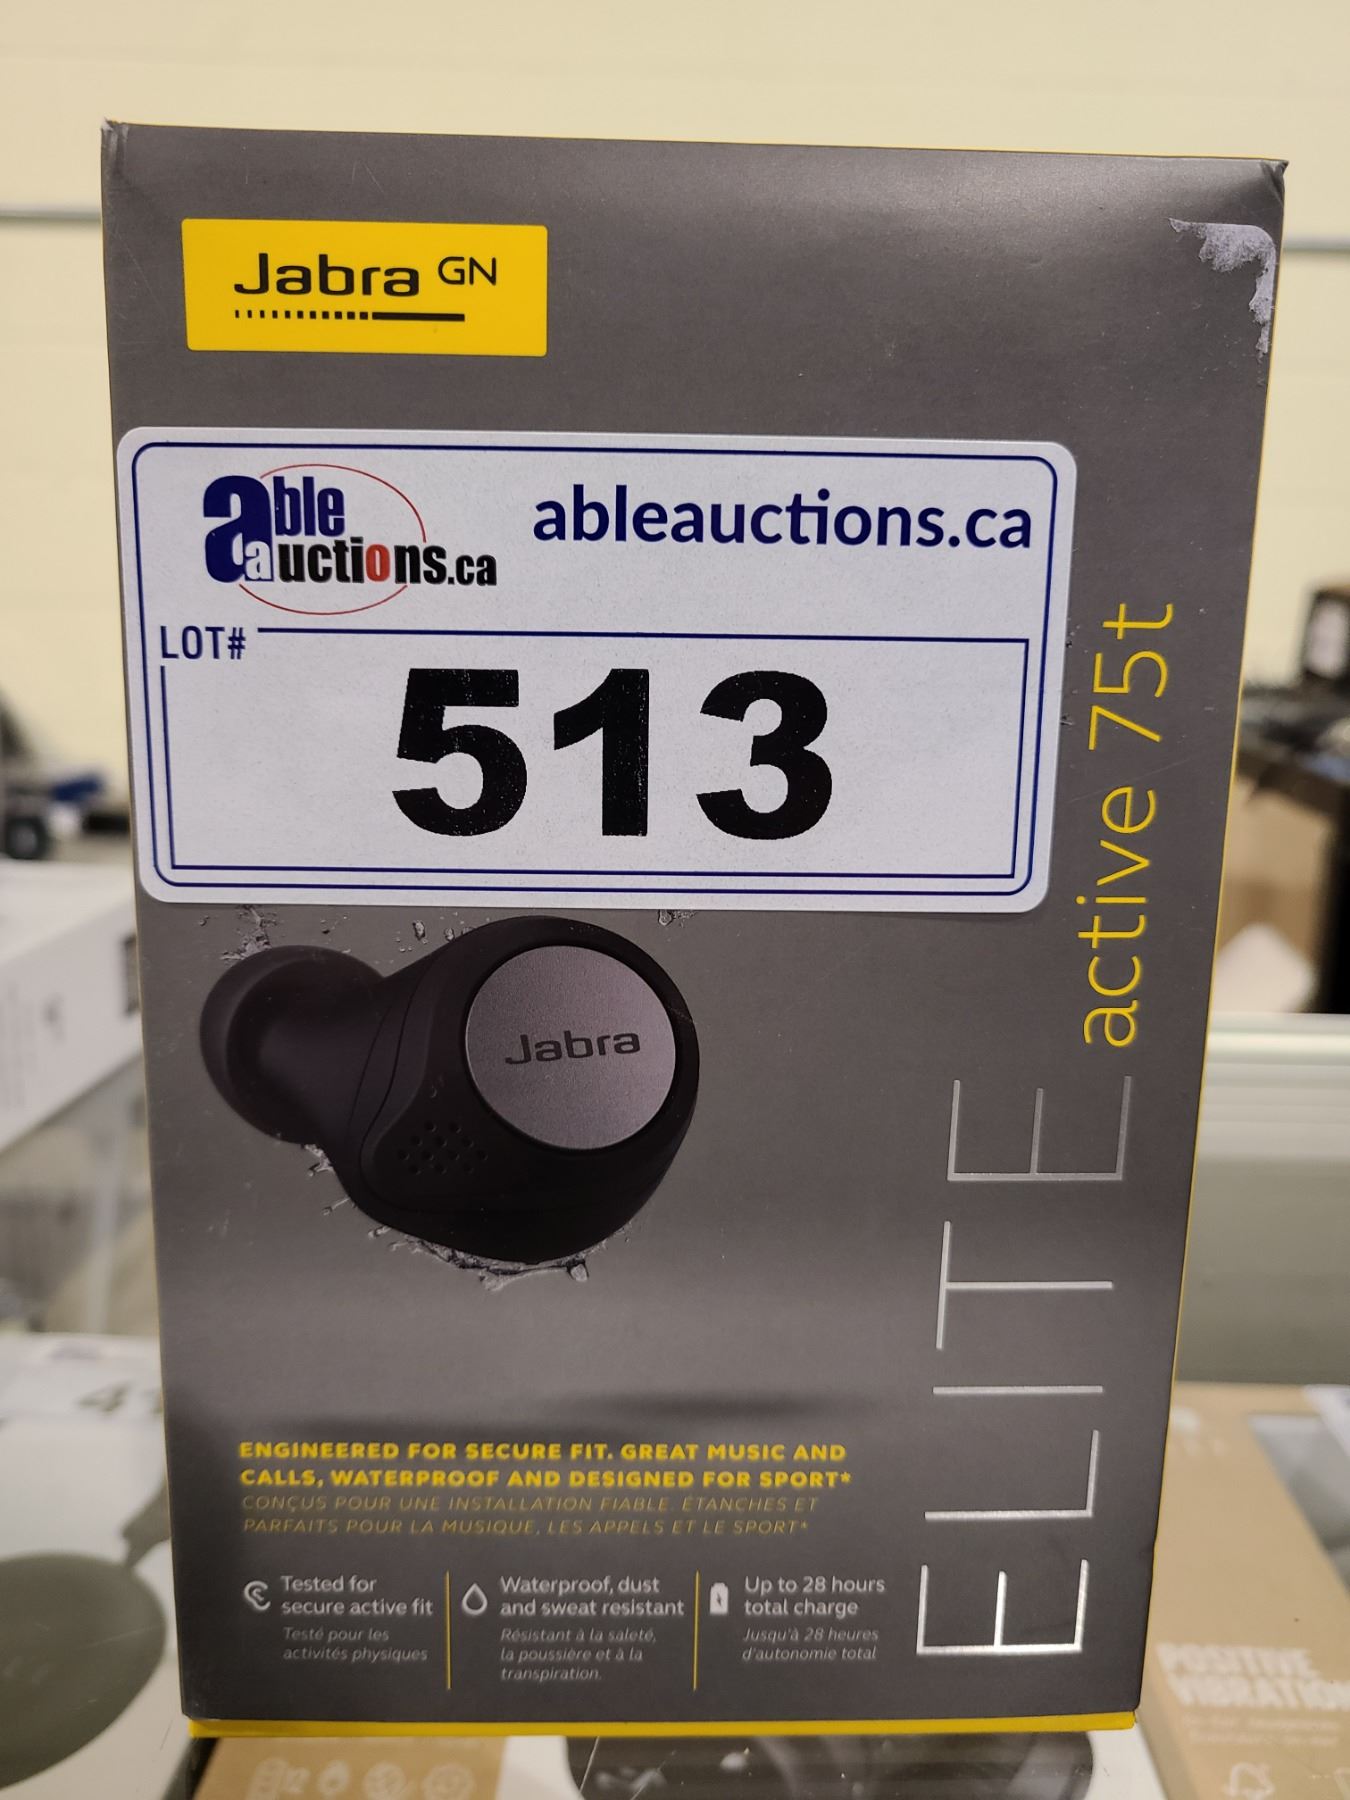 Jabra GN
able auctions.ca
ableauctions.ca
LOT#
513
Jabra
ELITE active 75t
ENGINEERED FOR SECURE FIT. GREAT MUSIC AND
CALLS, WATERPROOF AND DESIGNED FOR SPORT*
CONÇUS POUR UNE INSTALLATION FIABLE. ÉTANCHES ET
PARFAITS POUR LA MUSIQUE, LES APPELS ET LE SPORT*
Tested for
secure active fit
Testé pour les
activités physiques
Waterproof, dust
and sweat resistant
Résistant à la saleté,
la poussière et à la
transpiration.
Up to 28 hours
total charge
Jusqu'à 28 heures
d'autonomie total
POSITIVE
VIBRATION